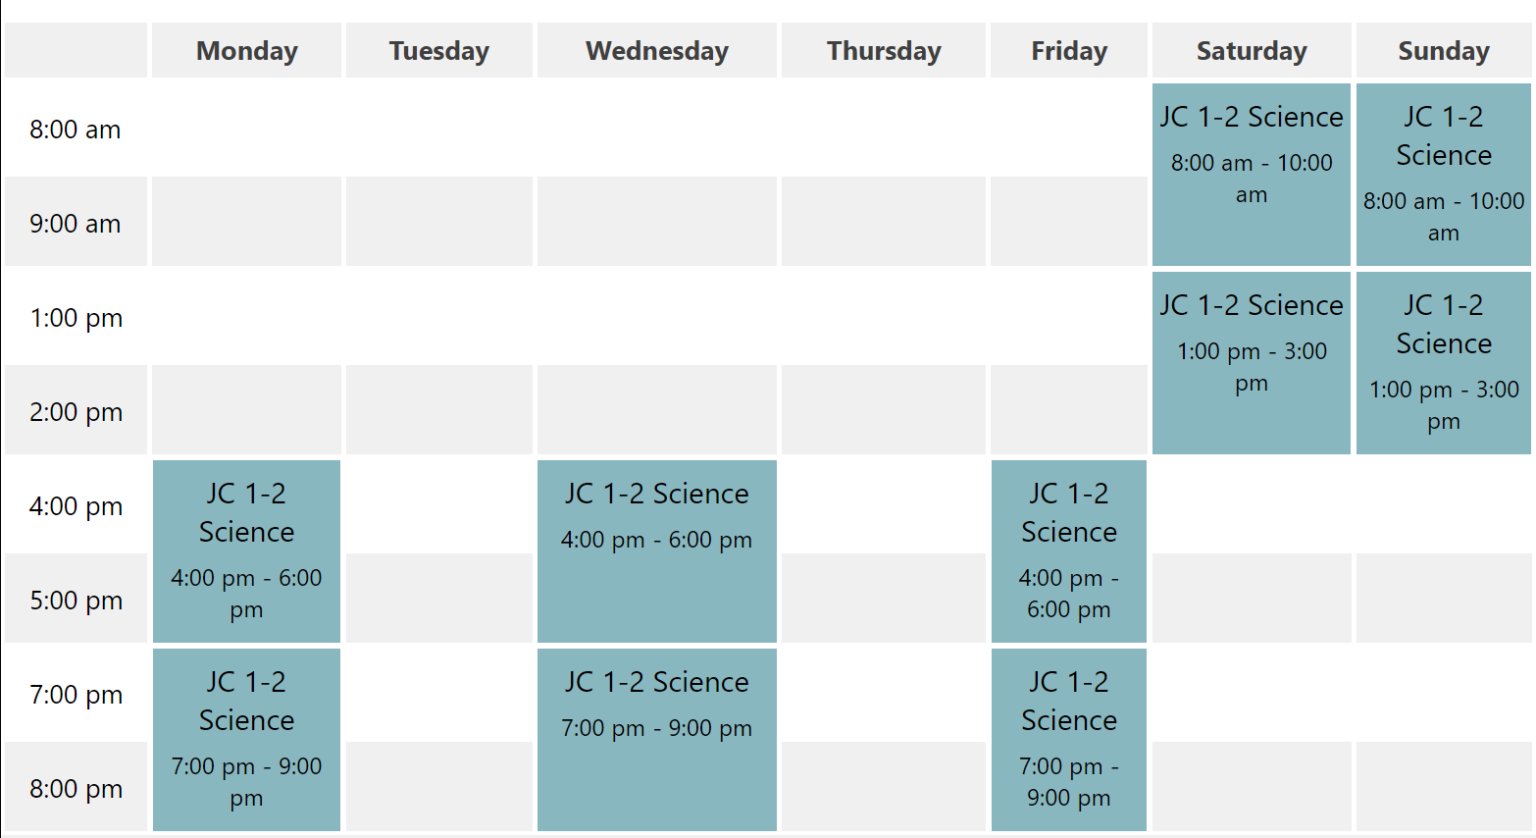 Monday Tuesday Wednesday Thursday Friday Saturday Sunday
8:00 am
JC 1-2 Science
8:00 am - 10:00
am
JC 1-2
Science
8:00 am - 10:00
am
9:00 am
1:00 pm
JC 1-2 Science
1:00 pm - 3:00
pm
JC 1-2
Science
1:00 pm - 3:00
pm
2:00 pm
4:00 pm
JC 1-2
Science
4:00 pm - 6:00
pm
JC 1-2 Science
4:00 pm - 6:00 pm
JC 1-2
Science
4:00 pm -
6:00 pm
5:00 pm
7:00 pm
JC 1-2
Science
7:00 pm - 9:00
pm
JC 1-2 Science
7:00 pm - 9:00 pm
JC 1-2
Science
7:00 pm -
9:00 pm
8:00 pm